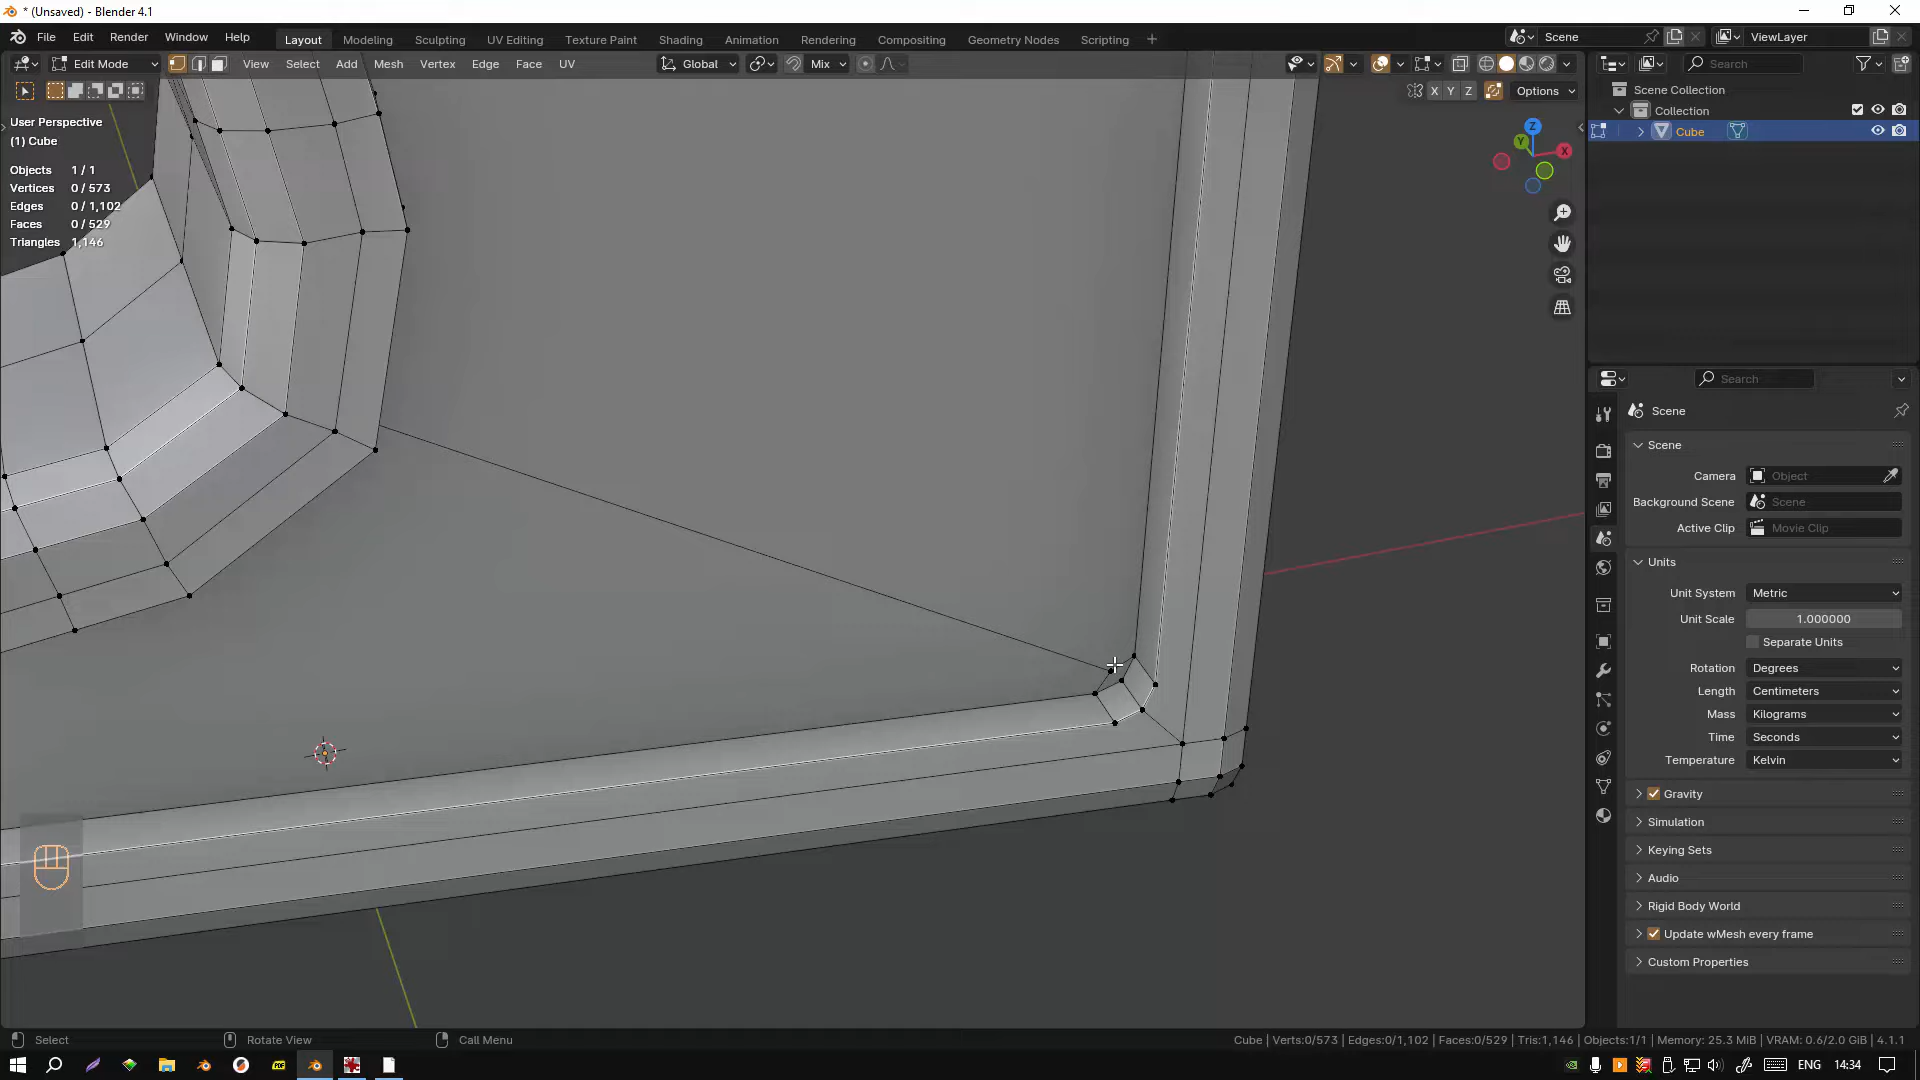 * (Unsaved) - Blender 4.1
File Edit Render Window Help
Layout Modeling Sculpting UV Editing Texture Paint Shading Animation Rendering Compositing Geometry Nodes Scripting
Scene
ViewLayer
Edit Mode View Select Add Mesh Vertex Edge Face UV
Global
Mix
Search
X Y Z
Options
User Perspective
(1) Cube
Objects 1 / 1
Vertices 0 / 573
Edges 0 / 1,102
Faces 0 / 529
Triangles 1,146
Z
Y
X
Scene Collection
Collection
Cube
Search
Scene
Scene
Camera Object
Background Scene Scene
Active Clip Movie Clip
Units
Unit System Metric
Unit Scale 1.000000
Separate Units
Rotation Degrees
Length Centimeters
Mass Kilograms
Time Seconds
Temperature Kelvin
Gravity
Simulation
Keying Sets
Audio
Rigid Body World
Update wMesh every frame
Custom Properties
Select
Rotate View
Call Menu
Cube | Verts:0/573 | Edges:0/1,102 | Faces:0/529 | Tris:1,146 | Objects:1/1 | Memory: 25.3 MiB | VRAM: 0.6/2.0 GiB | 4.1.1
ENG 14:34